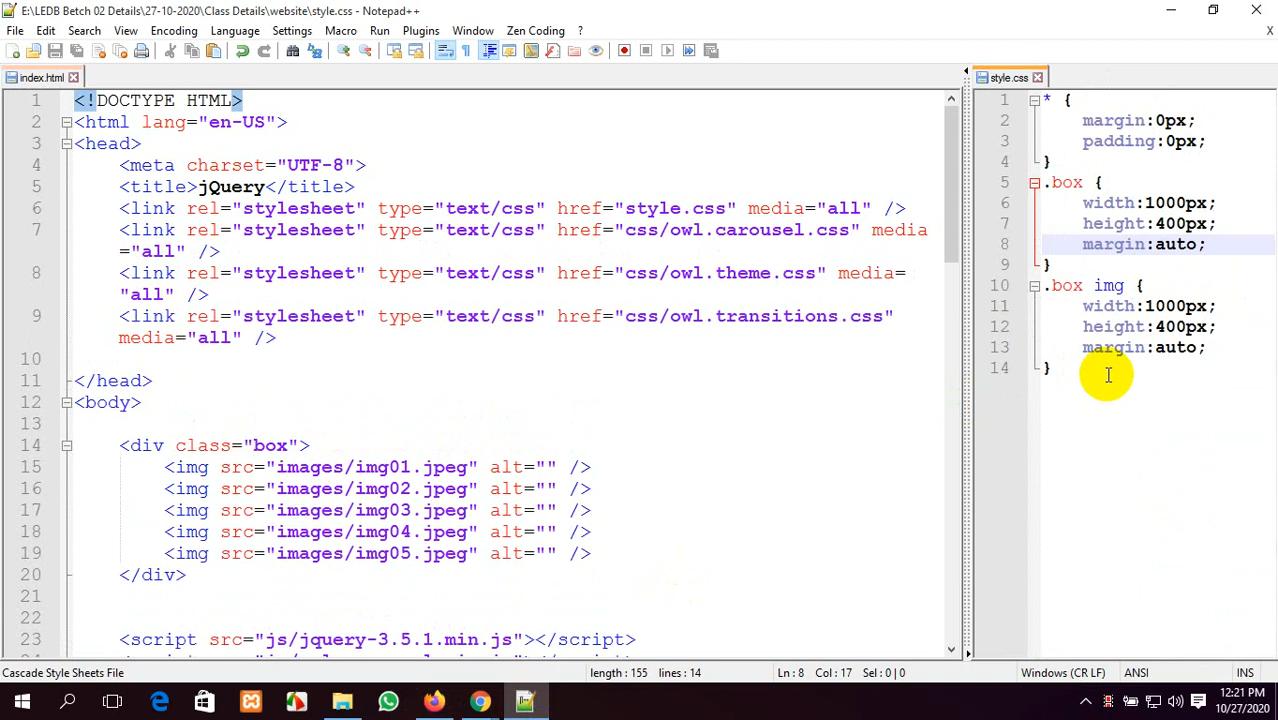 E:\LEDB Betch 02 Details\27-10-2020\Class Details\website\style.css - Notepad++
File Edit Search View Encoding Language Settings Macro Run Plugins Window Zen Coding ? X
index.html
style.css
1 <!DOCTYPE HTML>
2 <html lang="en-US">
3 <head>
4 <meta charset="UTF-8">
5 <title>jQuery</title>
6 <link rel="stylesheet" type="text/css" href="style.css" media="all" />
7 <link rel="stylesheet" type="text/css" href="css/owl.carousel.css" media
="all" />
8 <link rel="stylesheet" type="text/css" href="css/owl.theme.css" media=
"all" />
9 <link rel="stylesheet" type="text/css" href="css/owl.transitions.css"
media="all" />
10
11 </head>
12 <body>
13
14 <div class="box">
15 <img src="images/img01.jpeg" alt="" />
16 <img src="images/img02.jpeg" alt="" />
17 <img src="images/img03.jpeg" alt="" />
18 <img src="images/img04.jpeg" alt="" />
19 <img src="images/img05.jpeg" alt="" />
20 </div>
21
22
23 <script src="js/jquery-3.5.1.min.js"></script>
1 * {
2 margin:0px;
3 padding:0px;
4 }
5 .box {
6 width:1000px;
7 height:400px;
8 margin:auto;
9 }
10 .box img {
11 width:1000px;
12 height:400px;
13 margin:auto;
14 }
Cascade Style Sheets File length : 155 lines : 14 Ln : 8 Col : 17 Sel : 0 | 0 Windows (CR LF) ANSI INS
12:21 PM
10/27/2020